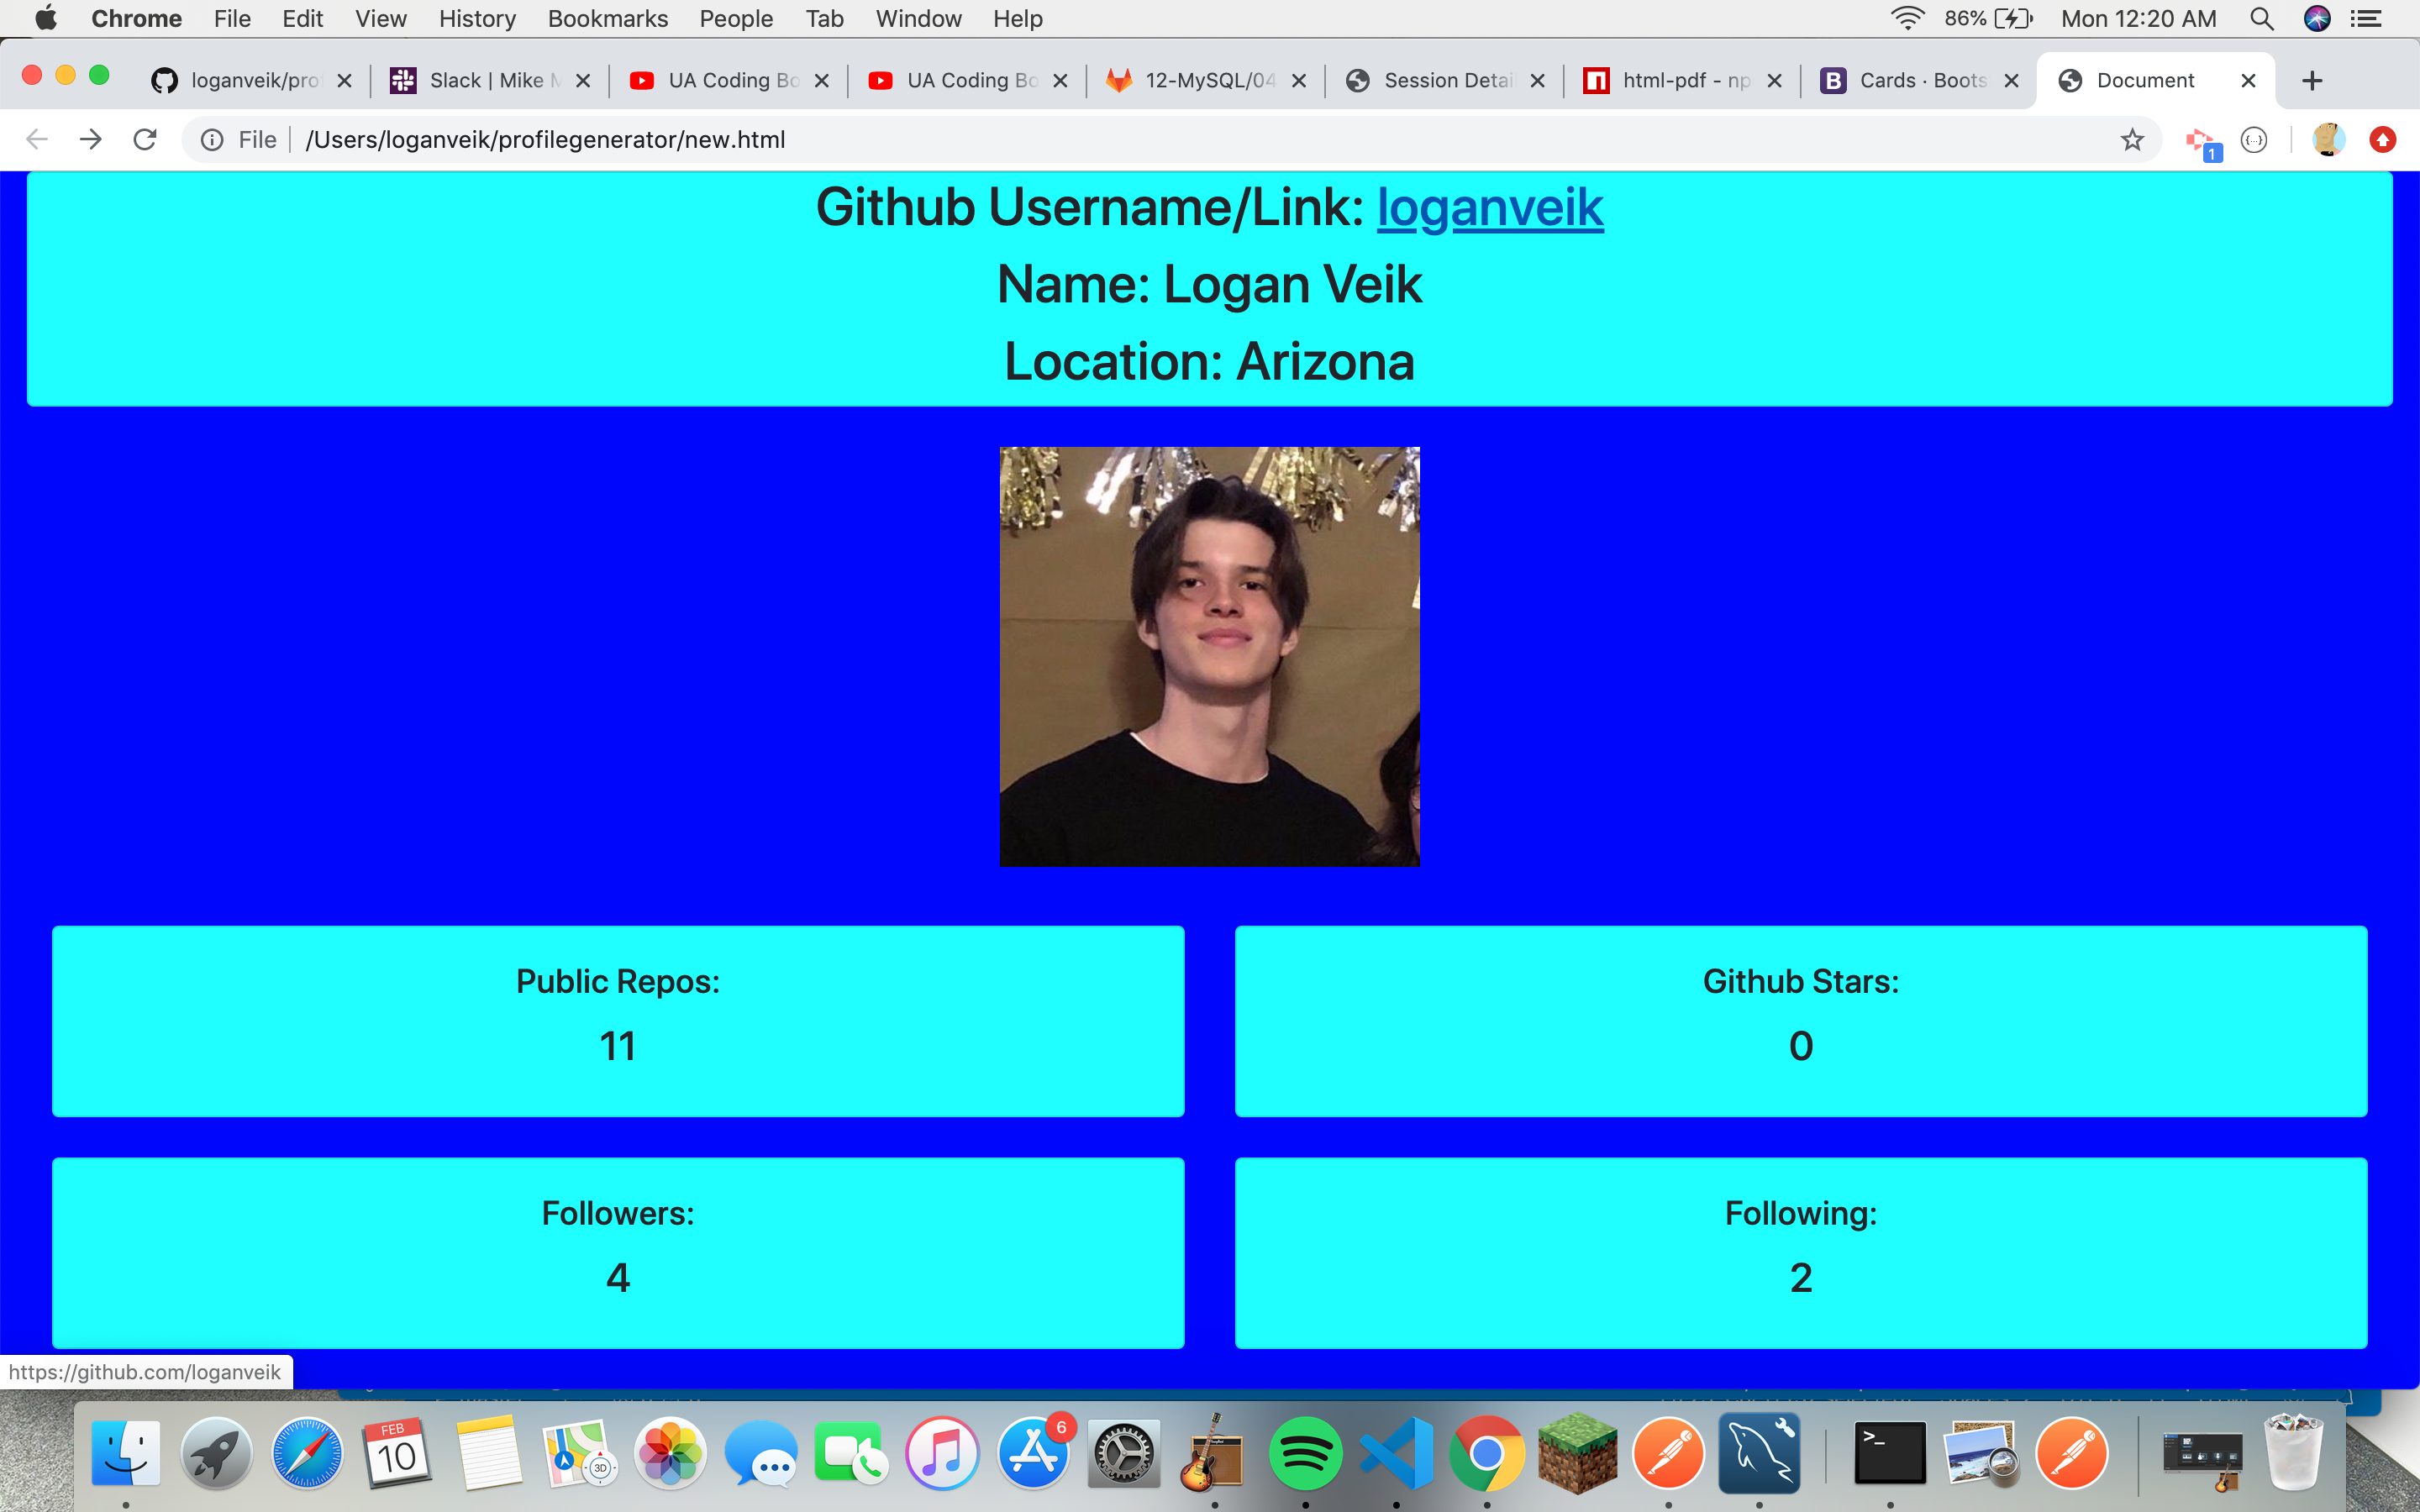 Chrome File Edit View History Bookmarks People Tab Window Help 86% Mon 12:20 AM
loganveik/prof Slack | Mike M UA Coding Bo UA Coding Bo 12-MySQL/04 Session Detai html-pdf - np B Cards · Boots Document
File /Users/loganveik/profilegenerator/new.html 1
Github Username/Link: loganveik
Name: Logan Veik
Location: Arizona
Public Repos:
11
Github Stars:
0
Followers:
4
Following:
2
https://github.com/loganveik
FEB
10
3D
6
>_